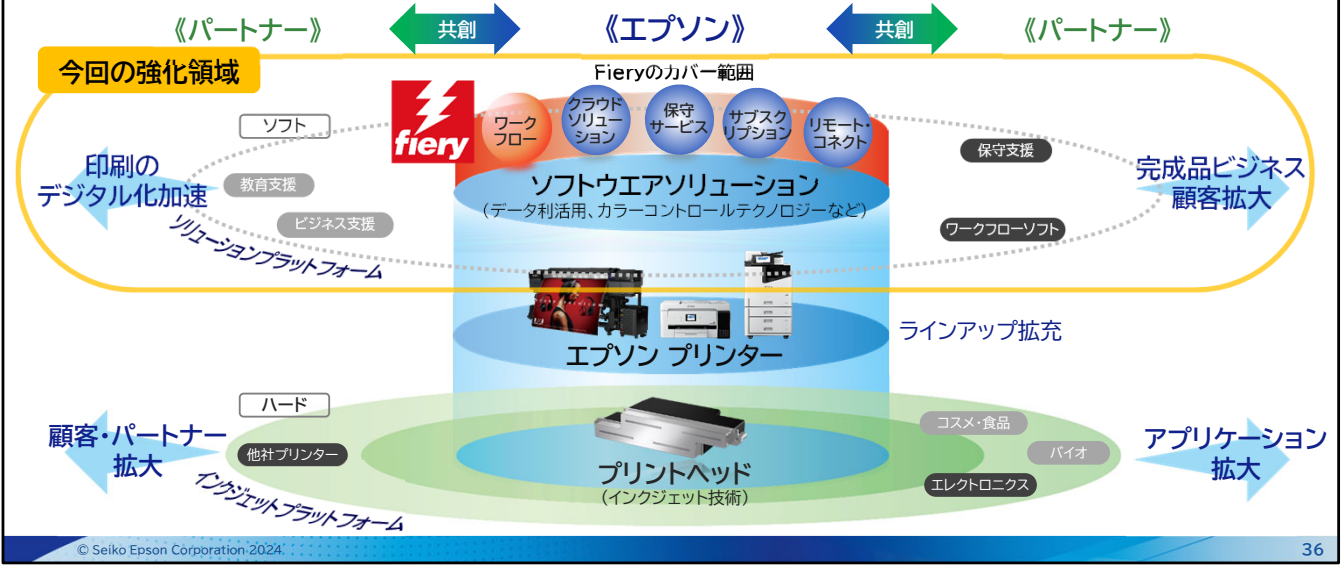 《パートナー》
共創
《エプソン》
共創
《パートナー》
今回の強化領域
Fieryのカバー範囲
fiery
ワーク
フロー
クラウド
ソリュー
ション
保守
サービス
サブスク
リプション
リモート・
コネクト
ソフト
教育支援
ビジネス支援
印刷の
デジタル化加速
ソリューションプラットフォーム
ソフトウエアソリューション
(データ利活用、カラーコントロールテクノロジーなど)
保守支援
ワークフローソフト
完成品ビジネス
顧客拡大
エプソン プリンター
ラインアップ拡充
ハード
他社プリンター
顧客・パートナー
拡大
インクジェットプラットフォーム
プリントヘッド
(インクジェット技術)
コスメ・食品
バイオ
エレクトロニクス
アプリケーション
拡大
© Seiko Epson Corporation 2024.
36